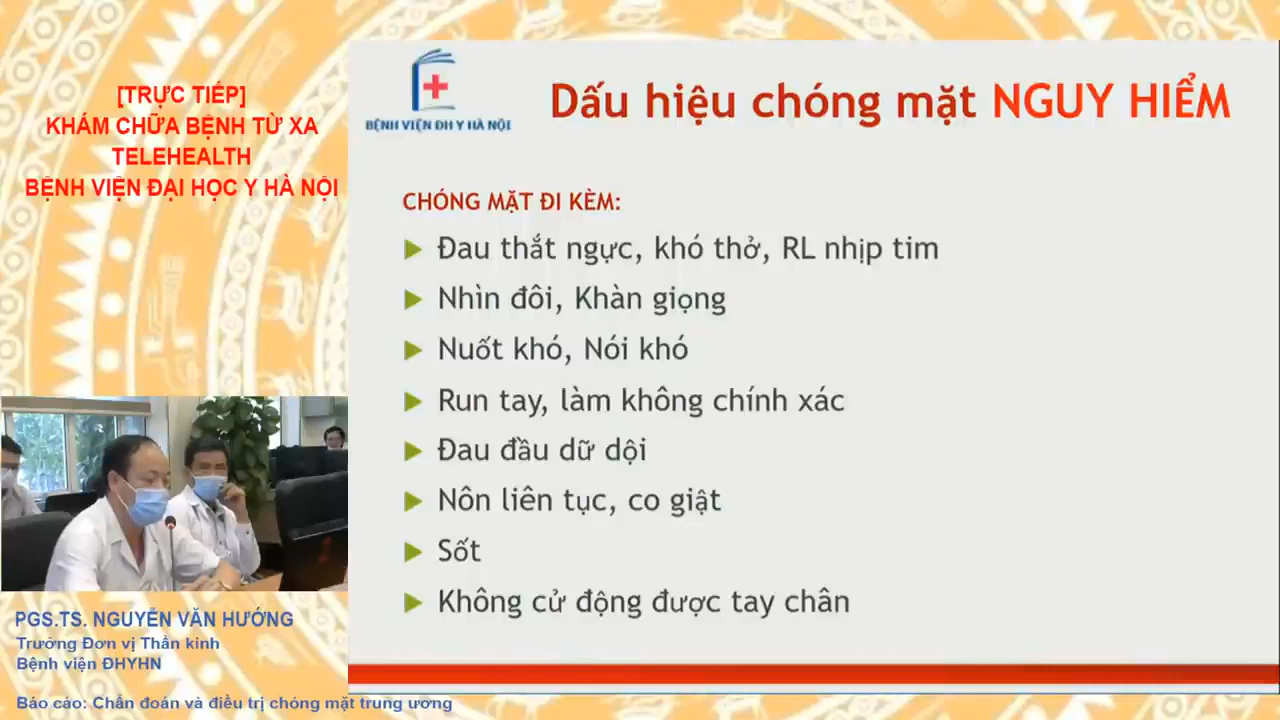 [TRỰC TIẾP]
KHÁM CHỮA BỆNH TỪ XA
TELEHEALTH
BỆNH VIỆN ĐẠI HỌC Y HÀ NỘI
BỆNH VIỆN ĐH Y HÀ NỘI
Dấu hiệu chóng mặt NGUY HIỂM
CHÓNG MẶT ĐI KÈM:
Đau thắt ngực, khó thở, RL nhịp tim
Nhìn đôi, Khàn giọng
Nuốt khó, Nói khó
Run tay, làm không chính xác
Đau đầu dữ dội
Nôn liên tục, co giật
Sốt
Không cử động được tay chân
PGS.TS. NGUYỄN VĂN HƯỚNG
Trưởng Đơn vị Thần kinh
Bệnh viện ĐHYHN
Báo cáo: Chẩn đoán và điều trị chóng mặt trung ương